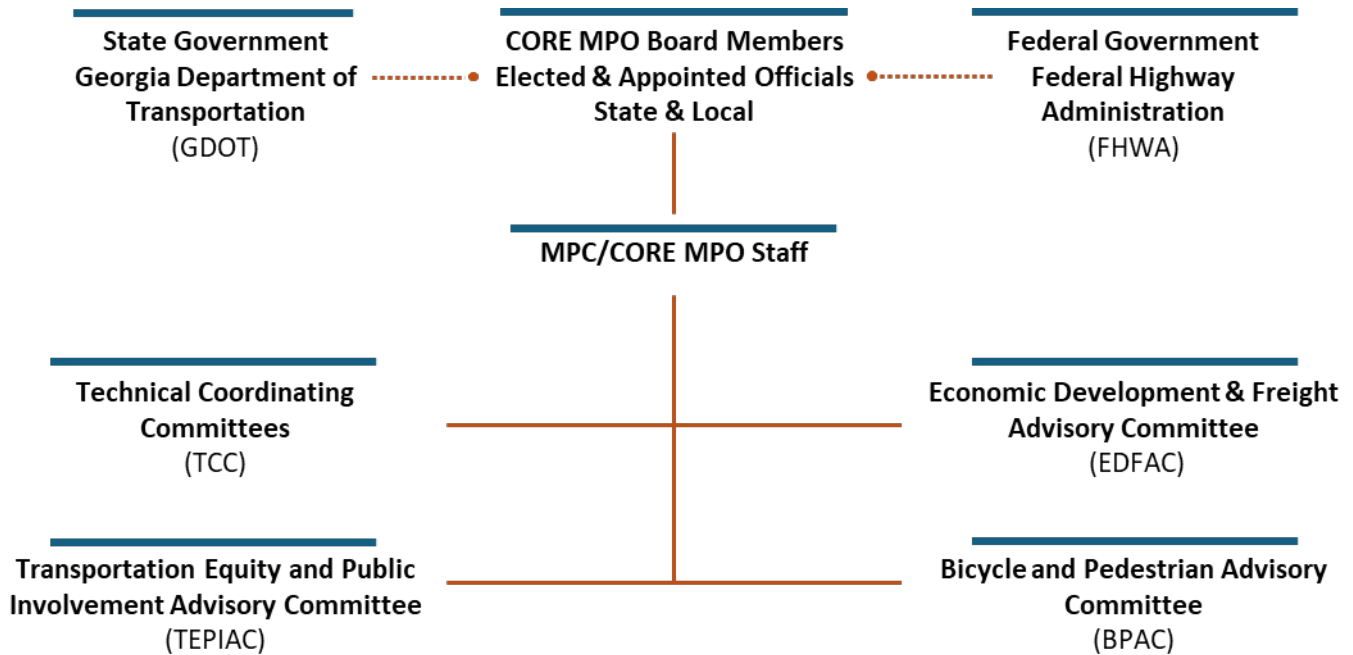 State Government
Georgia Department of
Transportation
(GDOT)
CORE MPO Board Members
Elected & Appointed Officials
State & Local
Federal Government
Federal Highway
Administration
(FHWA)
MPC/CORE MPO Staff
Technical Coordinating
Committees
(TCC)
Economic Development & Freight
Advisory Committee
(EDFAC)
Transportation Equity and Public
Involvement Advisory Committee
(TEPIAC)
Bicycle and Pedestrian Advisory
Committee
(BPAC)